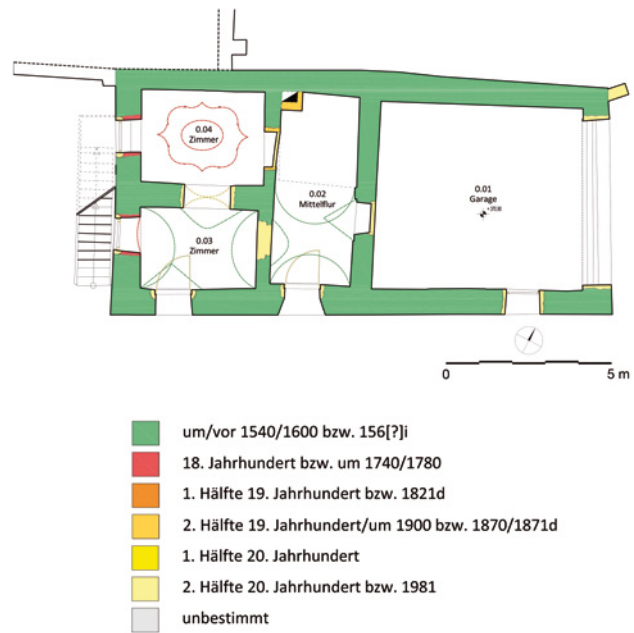 0.04
Zimmer
0.02
Mittelflur
0.01
Garage
0.03
Zimmer
0
5 m
um/vor 1540/1600 bzw. 156[?]i
18. Jahrhundert bzw. um 1740/1780
1. Hälfte 19. Jahrhundert bzw. 1821d
2. Hälfte 19. Jahrhundert/um 1900 bzw. 1870/1871d
1. Hälfte 20. Jahrhundert
2. Hälfte 20. Jahrhundert bzw. 1981
unbestimmt